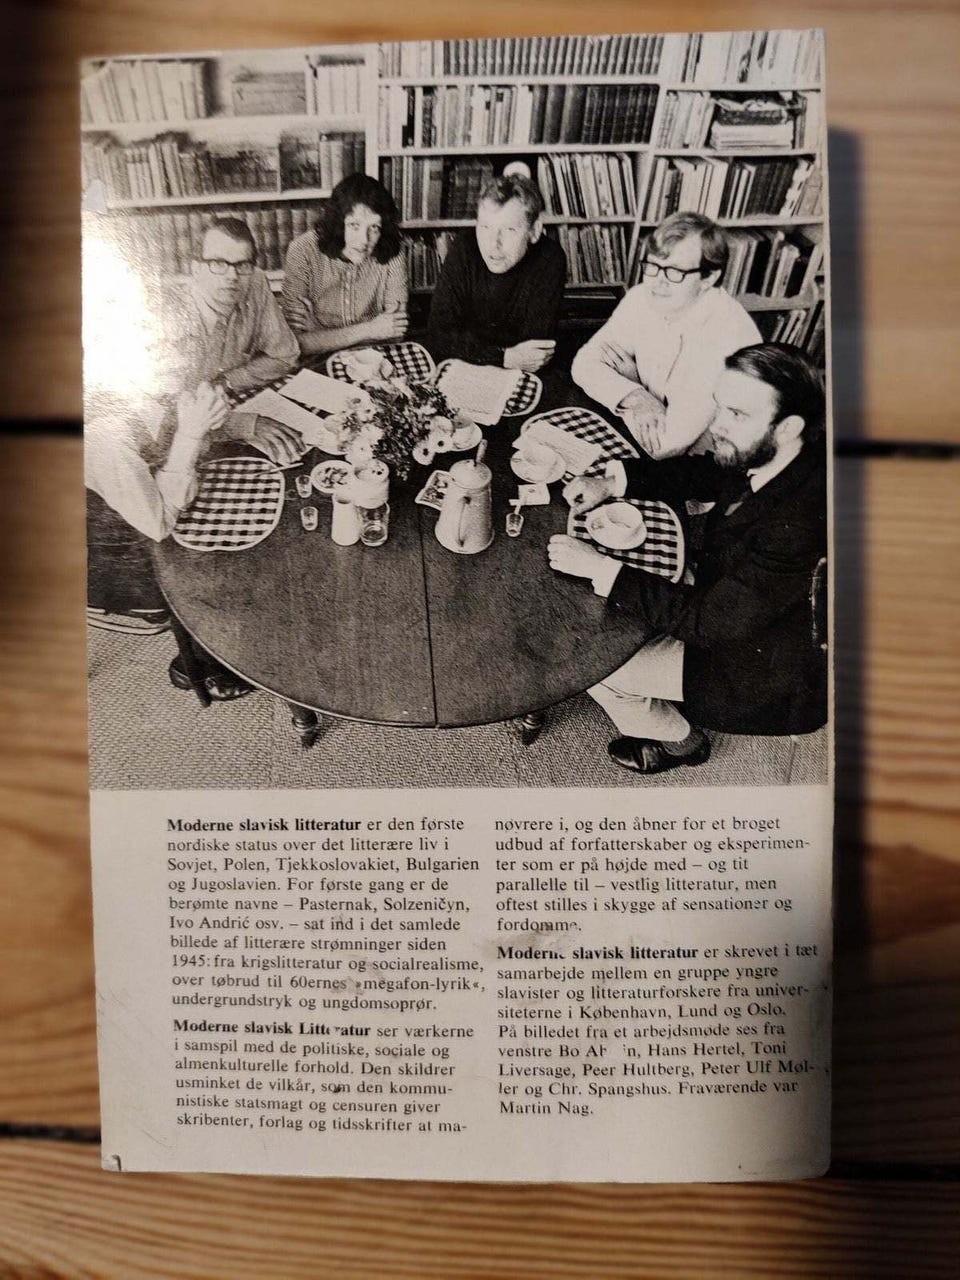 Moderne slavisk litteratur er den første
nordiske status over det litterære liv i
Sovjet, Polen, Tjekkoslovakiet, Bulgarien
og Jugoslavien. For første gang er de
berømte navne – Pasternak, Solzeničyn,
Ivo Andrić osv. – sat ind i det samlede
billede af litterære strømninger siden
1945: fra krigslitteratur og socialrealisme,
over tøbrud til 60ernes »megafon-lyrik«,
undergrundstryk og ungdomsoprør.
Moderne slavisk Litteratur ser værkerne
i samspil med de politiske, sociale og
almenkulturelle forhold. Den skildrer
usminket de vilkår, som den kommu-
nistiske statsmagt og censuren giver
skribenter, forlag og tidsskrifter at ma-
nøvrere i, og den åbner for et broget
udbud af forfatterskaber og eksperimen-
ter som er på højde med – og tit
parallelle til – vestlig litteratur, men
oftest stilles i skygge af sensationer og
fordomme.
Moderne slavisk litteratur er skrevet i tæt
samarbejde mellem en gruppe yngre
slavister og litteraturforskere fra univer-
siteterne i København, Lund og Oslo.
På billedet fra et arbejdsmøde ses fra
venstre Bo Hans Hertel, Toni
Liversage, Peer Hultberg, Peter Ulf Møl-
ler og Chr. Spangshus. Fraværende var
Martin Nag.